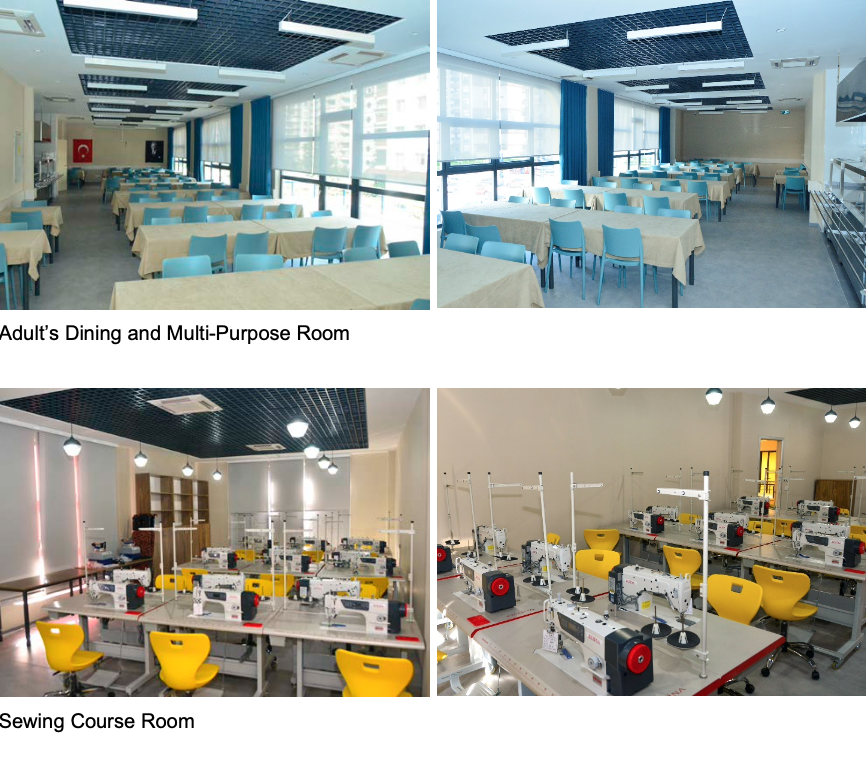 Adult’s Dining and Multi-Purpose Room
Sewing Course Room